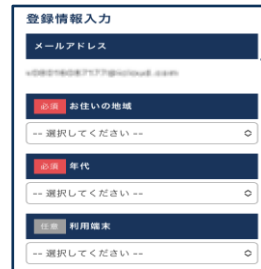 登録情報入力
メールアドレス
必須 お住いの地域
-- 選択してください --
必須 年代
-- 選択してください --
任意 利用端末
-- 選択してください --